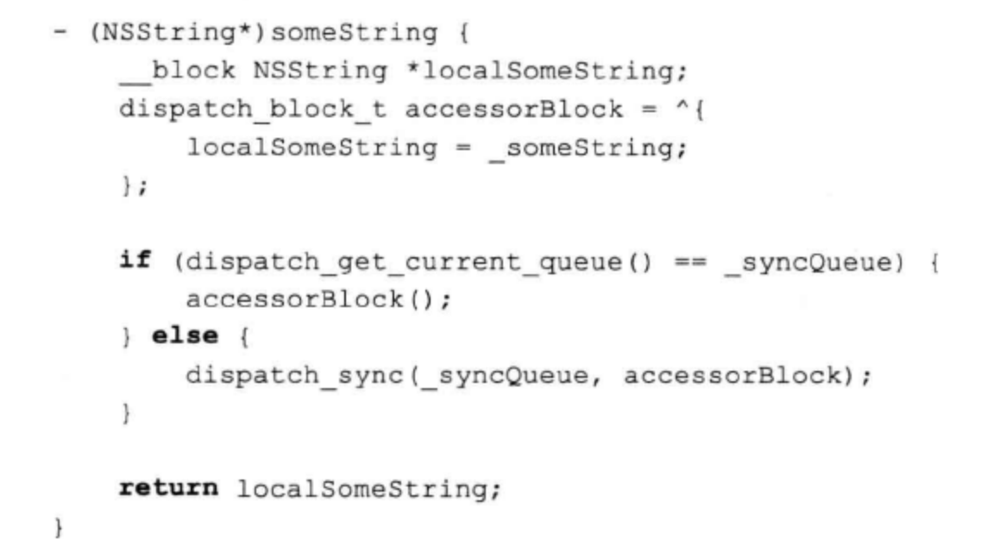 - (NSString*)someString {
    __block NSString *localSomeString;
    dispatch_block_t accessorBlock = ^{
        localSomeString = _someString;
    };

    if (dispatch_get_current_queue() == _syncQueue) {
        accessorBlock();
    } else {
        dispatch_sync(_syncQueue, accessorBlock);
    }

    return localSomeString;
}